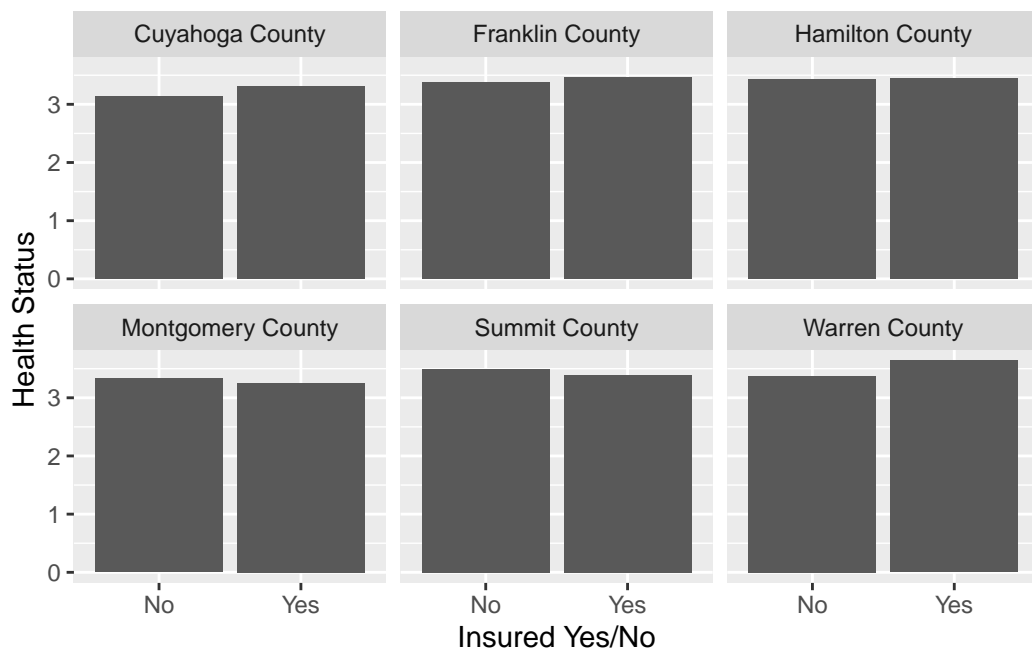 Cuyahoga County Franklin County Hamilton County
3
2
1
0
Health Status
Montgomery County Summit County Warren County
3
2
1
0
No Yes No Yes No Yes
Insured Yes/No